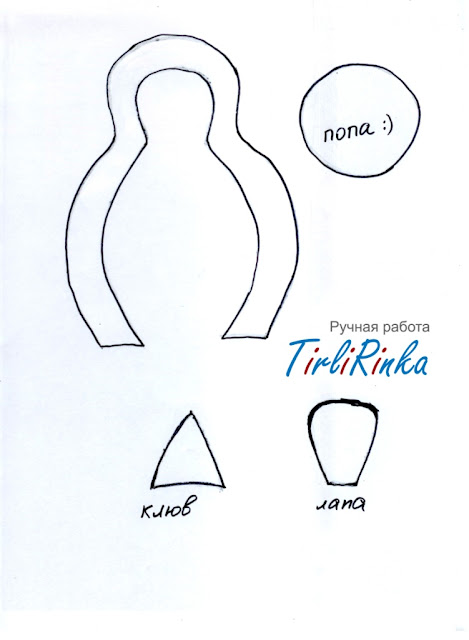 попа :)
Ручная работа
TirliRinka
клюв
лапа